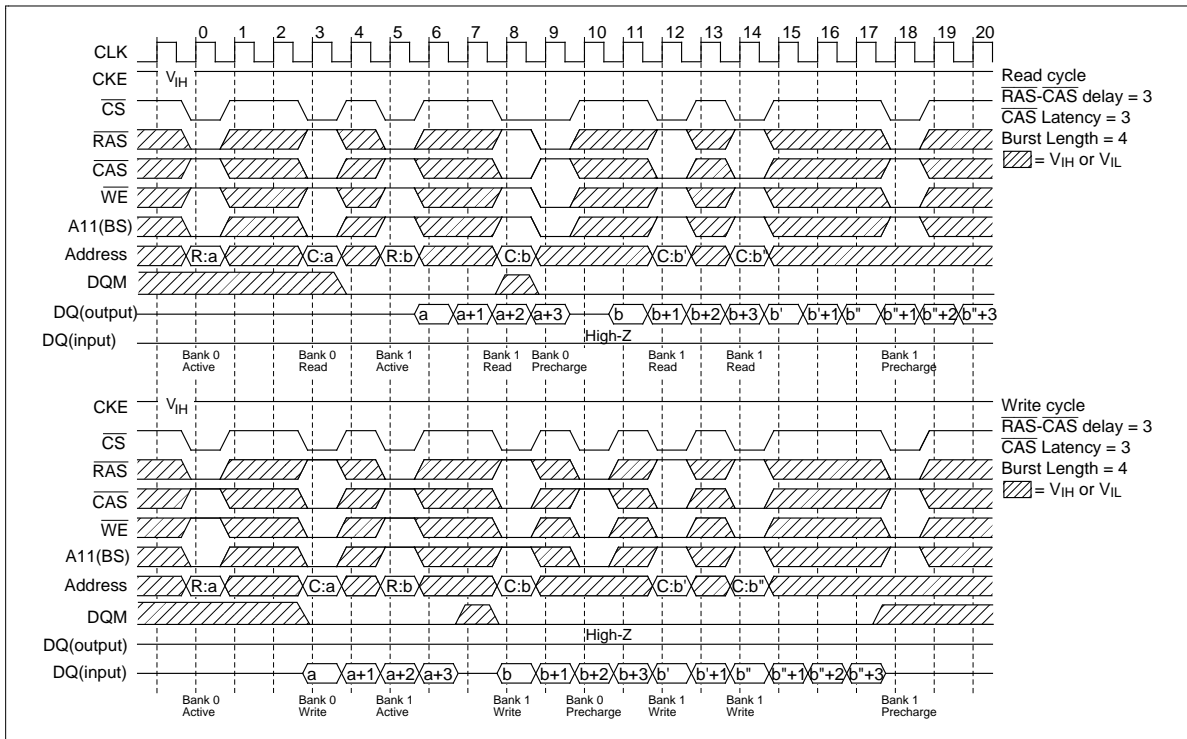 0 1 2 3 4 5 6 7 8 9 10 11 12 13 14 15 16 17 18 19 20
CLK
CKE VIH
CS
RAS
CAS
WE
A11(BS)
Address R:a C:a R:b C:b C:b' C:b"
DQM
DQ(output) a a+1 a+2 a+3 b b+1 b+2 b+3 b' b'+1 b" b"+1 b"+2 b"+3
DQ(input) High-Z
Bank 0 Active
Bank 0 Read
Bank 1 Active
Bank 1 Read
Bank 0 Precharge
Bank 1 Read
Bank 1 Read
Bank 1 Precharge
Read cycle
RAS-CAS delay = 3
CAS Latency = 3
Burst Length = 4
= VIH or VIL
CKE VIH
CS
RAS
CAS
WE
A11(BS)
Address R:a C:a R:b C:b C:b' C:b"
DQM
DQ(output) High-Z
DQ(input) a a+1 a+2 a+3 b b+1 b+2 b+3 b' b'+1 b" b"+1 b"+2 b"+3
Bank 0 Active
Bank 0 Write
Bank 1 Active
Bank 1 Write
Bank 0 Precharge
Bank 1 Write
Bank 1 Write
Bank 1 Precharge
Write cycle
RAS-CAS delay = 3
CAS Latency = 3
Burst Length = 4
= VIH or VIL